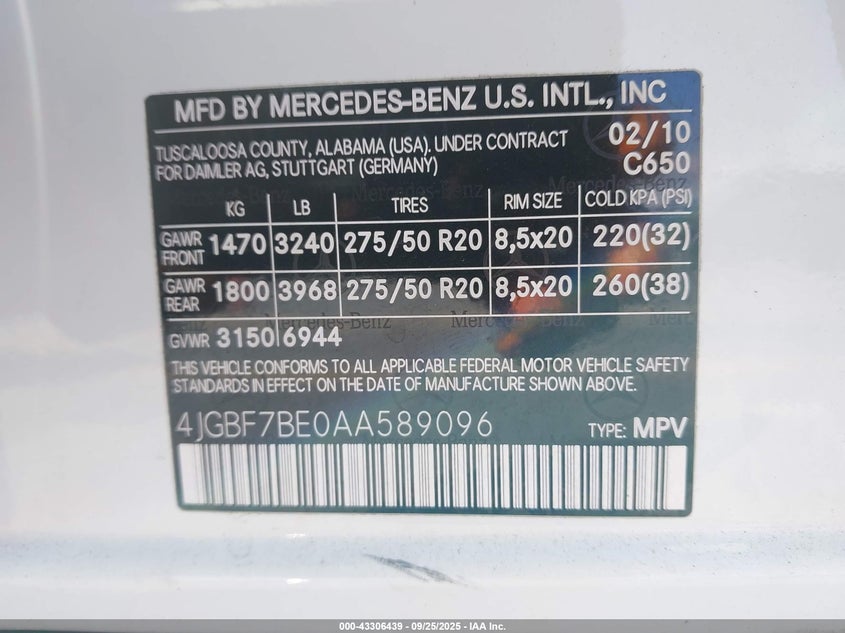 MFD BY MERCEDES-BENZ U.S. INTL., INC
TUSCALOOSA COUNTY, ALABAMA (USA). UNDER CONTRACT 02/10
FOR DAIMLER AG, STUTTGART (GERMANY) C650
KG LB TIRES RIM SIZE COLD KPA (PSI)
GAWR FRONT 1470 3240 275/50 R20 8,5x20 220(32)
GAWR REAR 1800 3968 275/50 R20 8,5x20 260(38)
Mercedes-Benz
GVWR 3150 6944
THIS VEHICLE CONFORMS TO ALL APPLICABLE FEDERAL MOTOR VEHICLE SAFETY
STANDARDS IN EFFECT ON THE DATE OF MANUFACTURE SHOWN ABOVE.
4JGBF7BE0AA589096 TYPE: MPV
000-43306439 - 09/25/2025 - IAA Inc.